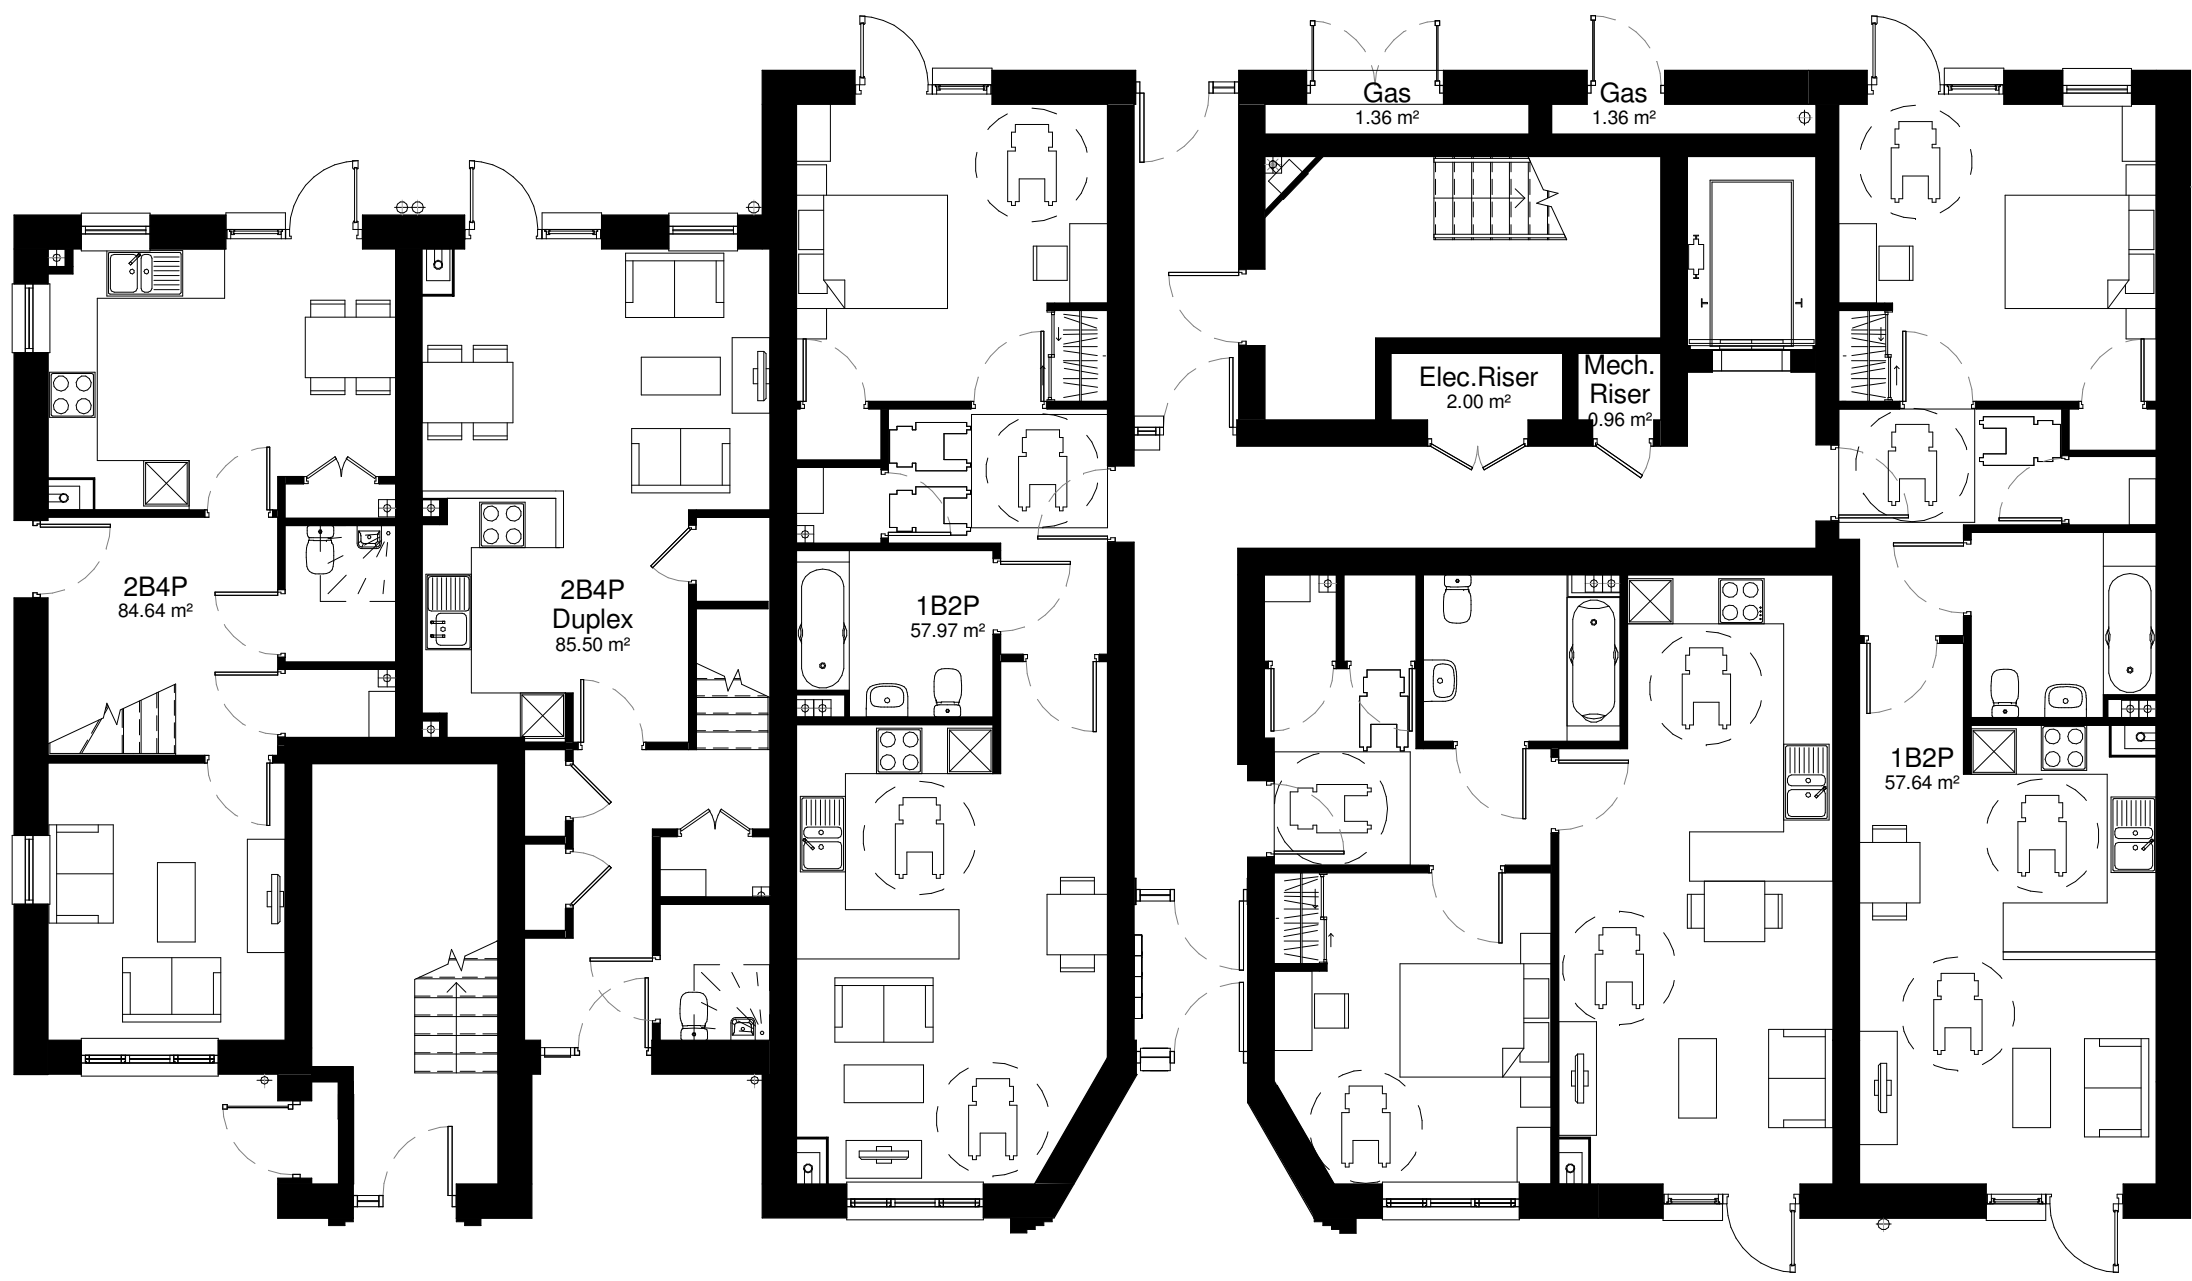 Gas
1.36 m²
Gas
1.36 m²
Elec.Riser
2.00 m²
Mech.
Riser
0.96 m²
2B4P
84.64 m²
2B4P
Duplex
85.50 m²
1B2P
57.97 m²
1B2P
57.64 m²